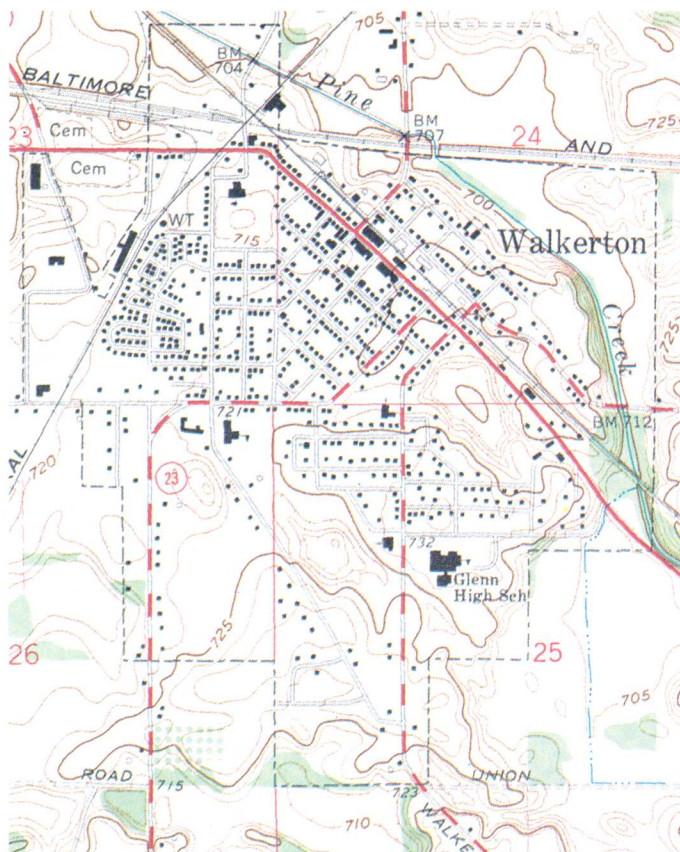 705
BM
704
BALTIMORE
Pine
BM
707
725
23
Cem
24
AND
Cem
700
WT
715
Walkerton
Creek
725
721
BM 712
720
23
732
Glenn
High Sch
725
26
25
705
ROAD
715
UNION
723
710